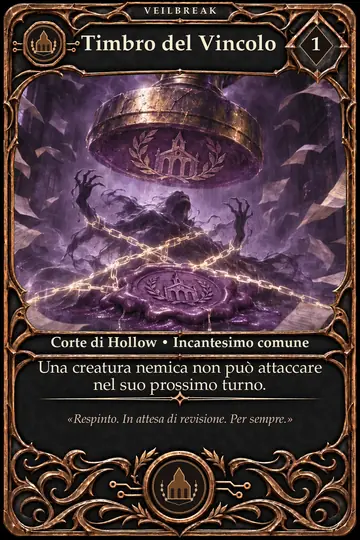 VEILBREAK
Timbro del Vincolo
1
Corte di Hollow • Incantesimo comune
Una creatura nemica non può attaccare
nel suo prossimo turno.
«Respinto. In attesa di revisione. Per sempre.»